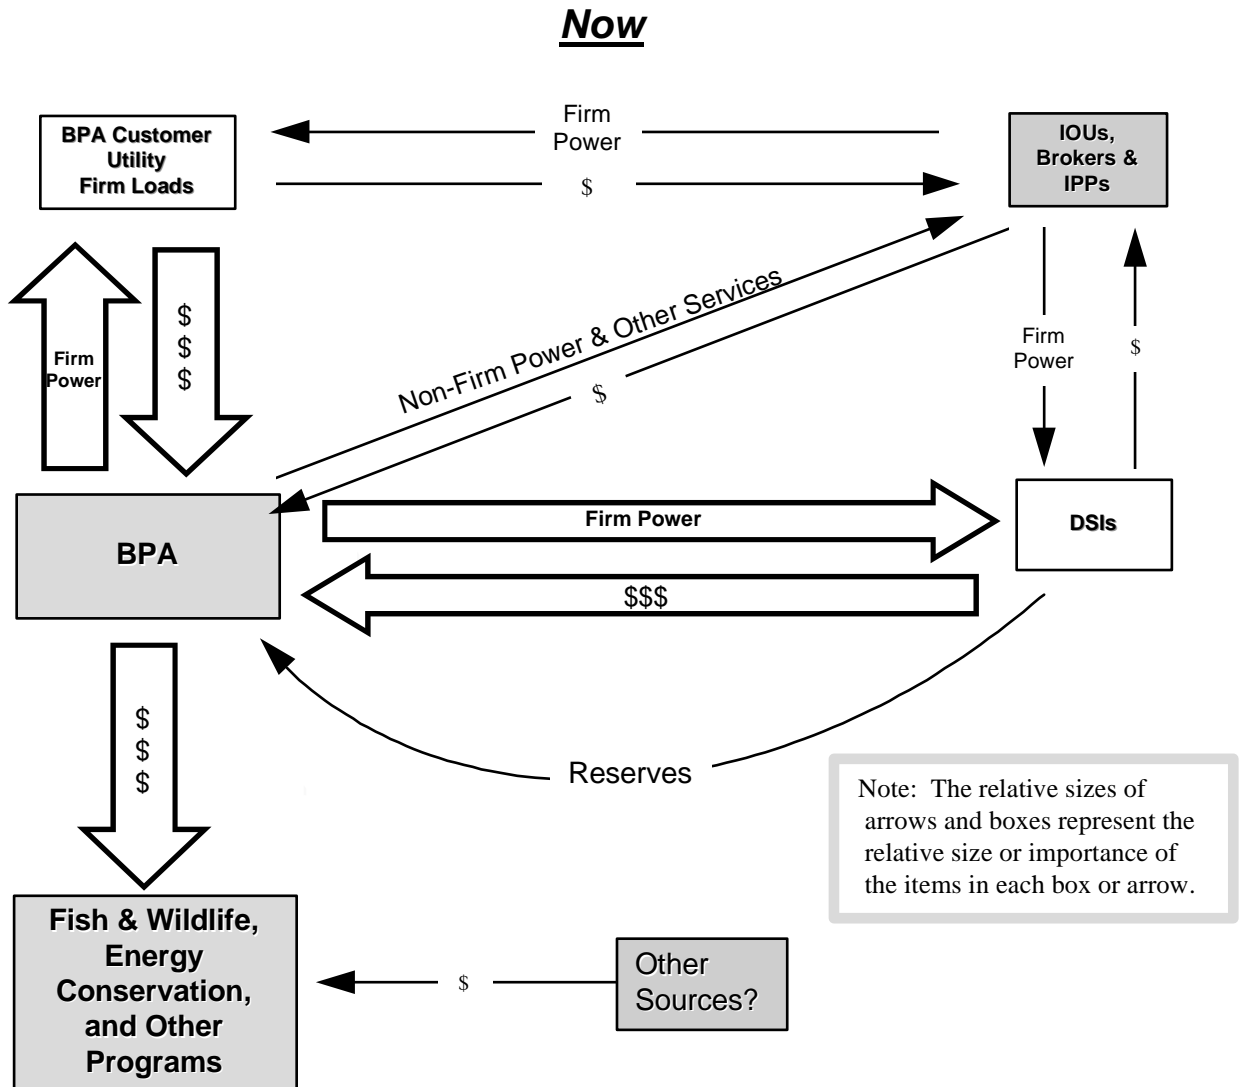 Now
BPA Customer
Utility
Firm Loads
Firm
Power
$
IOUs,
Brokers &
IPPs
Firm
Power
$
$
$
Non-Firm Power & Other Services
$
Firm
Power
$
BPA
Firm Power
$$$
DSIs
$
$
$
Reserves
Note: The relative sizes of
arrows and boxes represent the
relative size or importance of
the items in each box or arrow.
Fish & Wildlife,
Energy
Conservation,
and Other
Programs
$
Other
Sources?